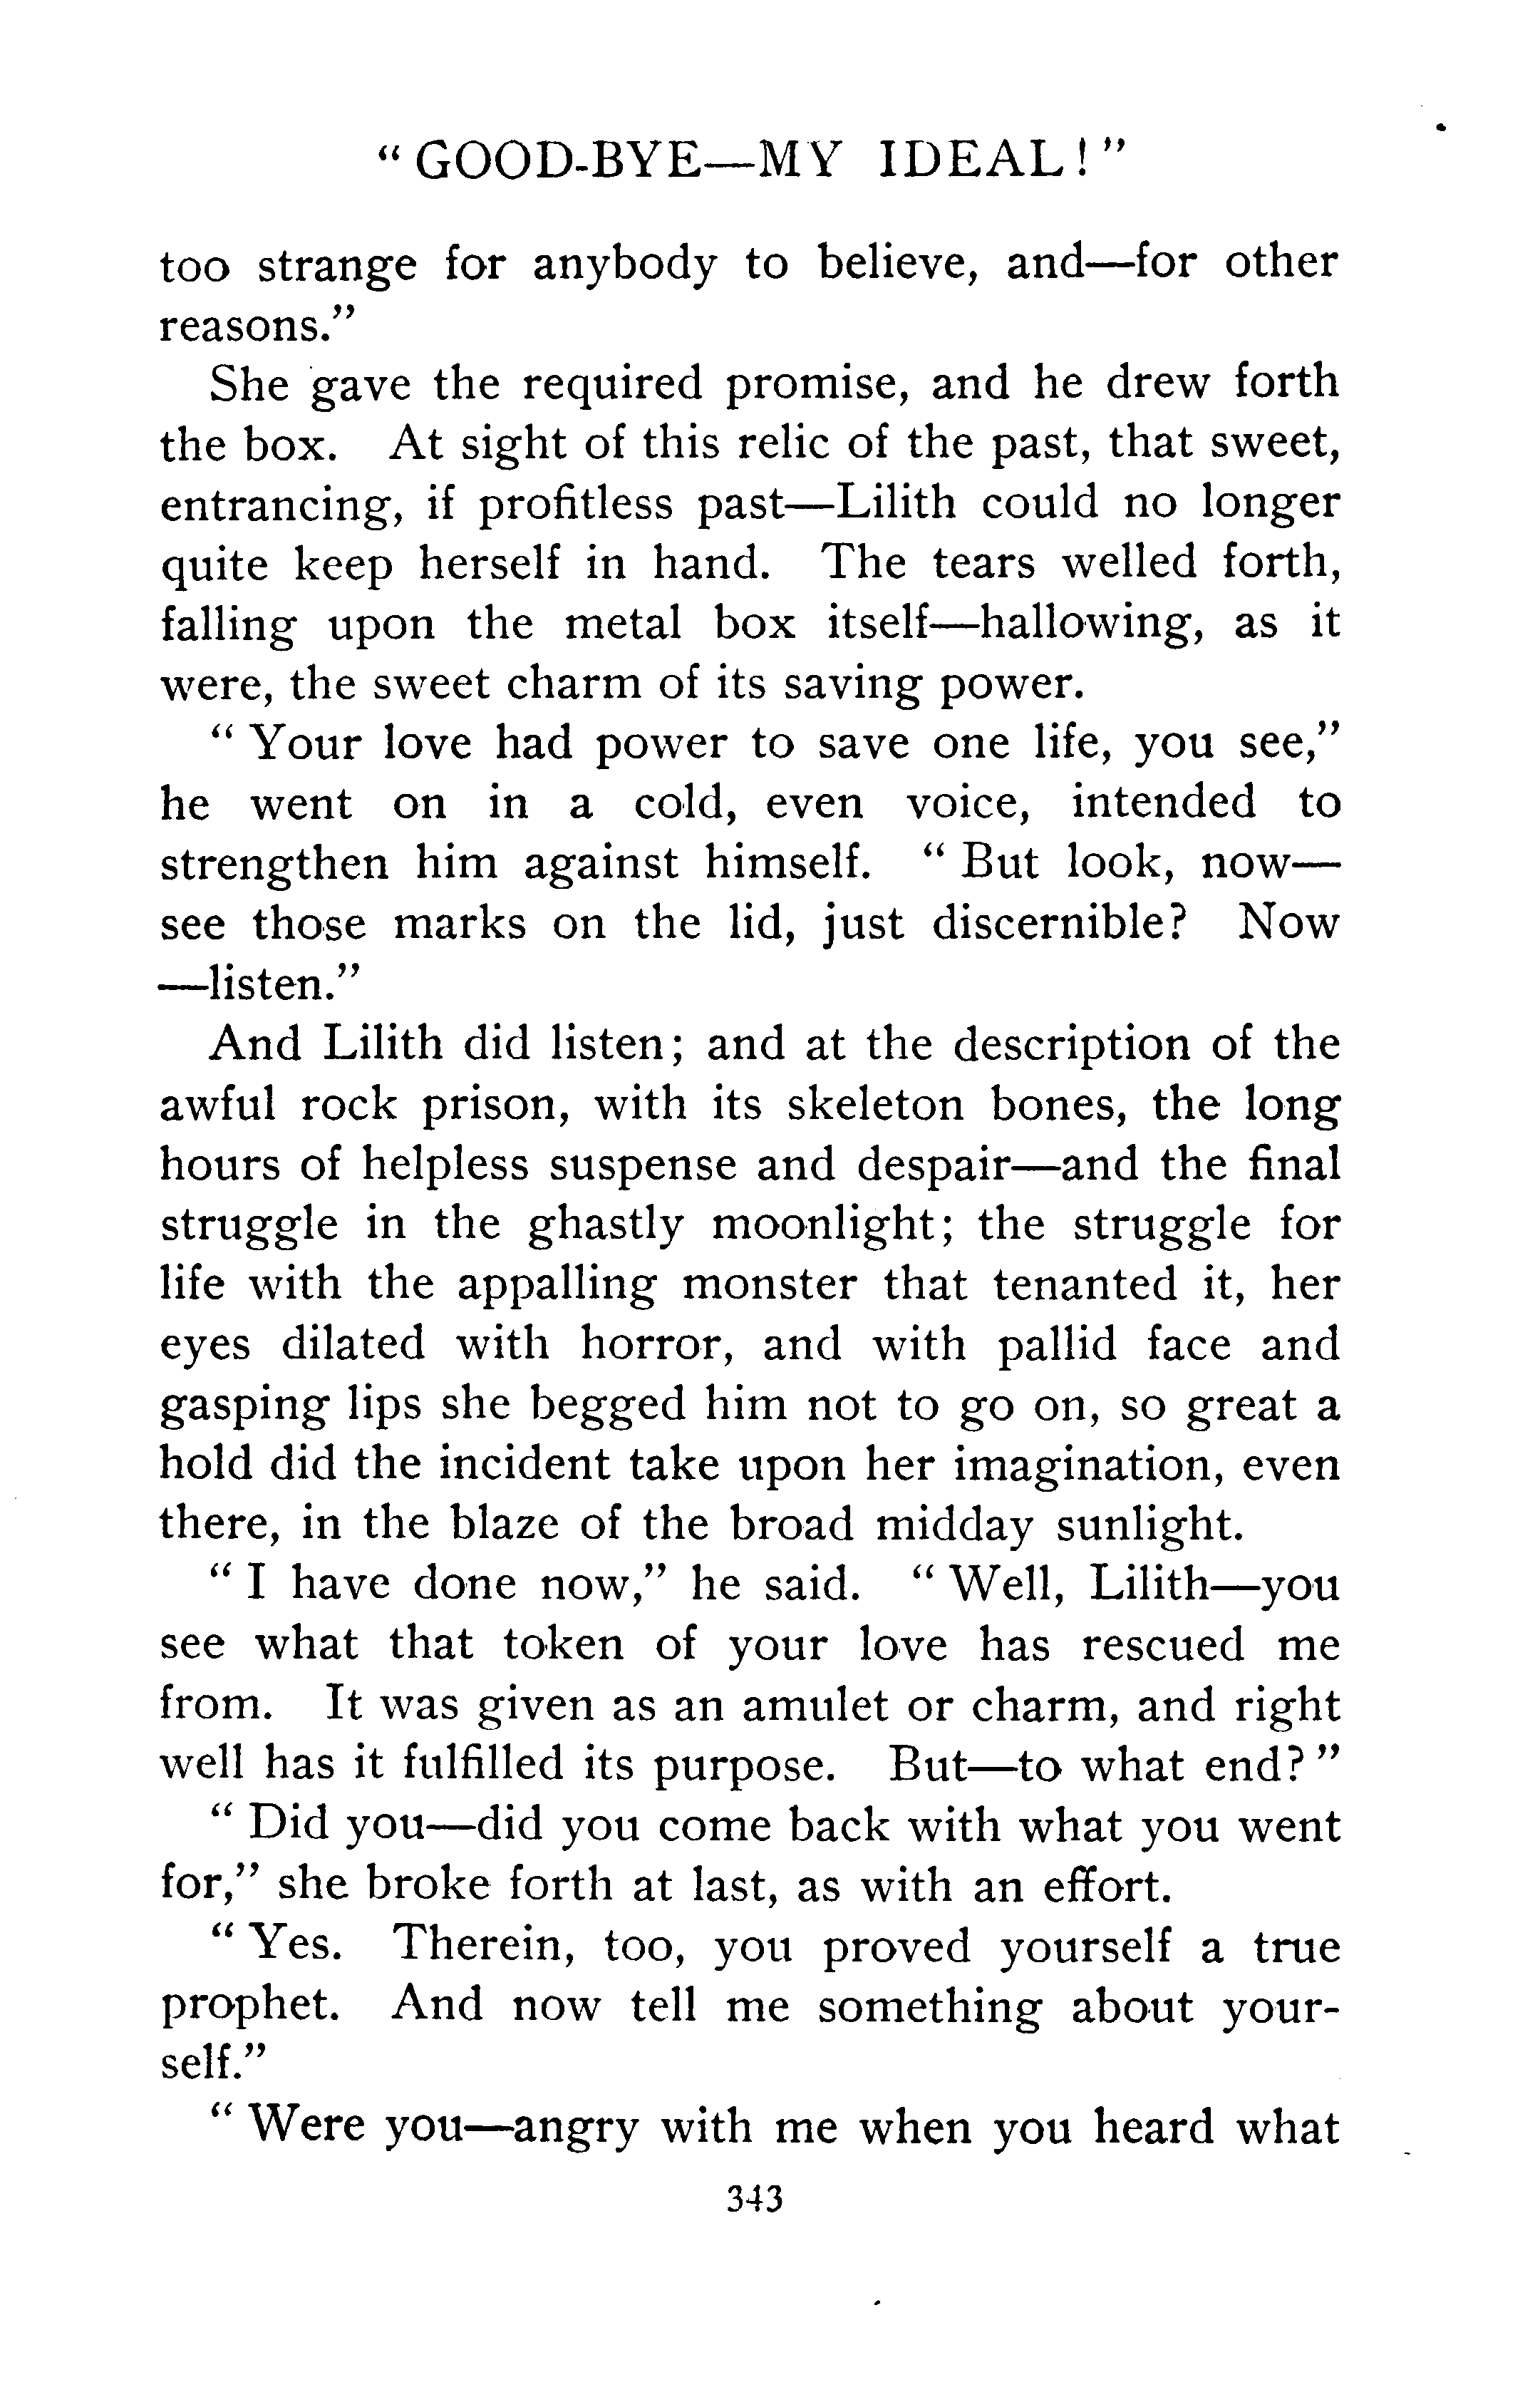 “ GOOD-BYE—MY IDEAL! ”
too strange for anybody to believe, and—for other
reasons.”
She gave the required promise, and he drew forth
the box. At sight of this relic of the past, that sweet,
entrancing, if profitless past—Lilith could no longer
quite keep herself in hand. The tears welled forth,
falling upon the metal box itself—hallowing, as it
were, the sweet charm of its saving power.
“ Your love had power to save one life, you see,”
he went on in a cold, even voice, intended to
strengthen him against himself. “ But look, now—
see those marks on the lid, just discernible? Now
—listen.”
And Lilith did listen; and at the description of the
awful rock prison, with its skeleton bones, the long
hours of helpless suspense and despair—and the final
struggle in the ghastly moonlight; the struggle for
life with the appalling monster that tenanted it, her
eyes dilated with horror, and with pallid face and
gasping lips she begged him not to go on, so great a
hold did the incident take upon her imagination, even
there, in the blaze of the broad midday sunlight.
“ I have done now,” he said. “ Well, Lilith—you
see what that token of your love has rescued me
from. It was given as an amulet or charm, and right
well has it fulfilled its purpose. But—to what end? ”
“ Did you—did you come back with what you went
for,” she broke forth at last, as with an effort.
“ Yes. Therein, too, you proved yourself a true
prophet. And now tell me something about your-
self.”
“ Were you—angry with me when you heard what
343